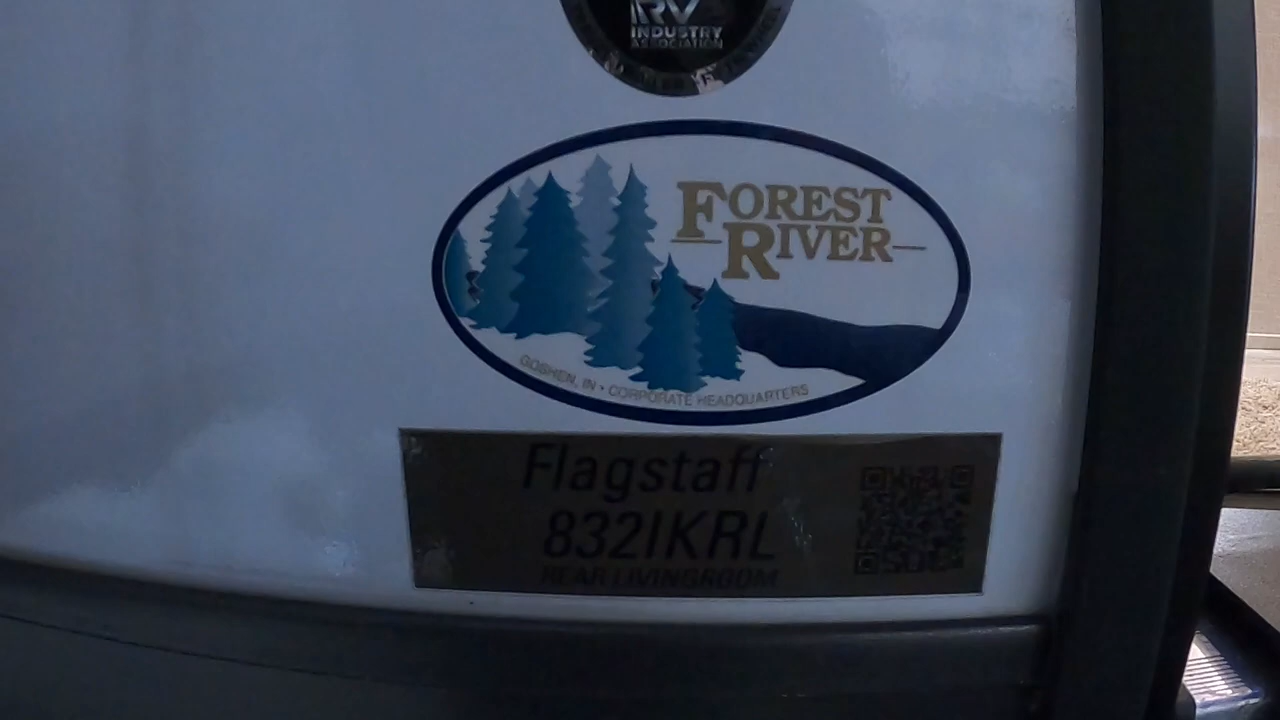 RV
INDUSTRY
ASSOCIATION
FOREST
RIVER
GOSHEN, IN • CORPORATE HEADQUARTERS
Flagstaff
832IKRL
REAR LIVINGROOM